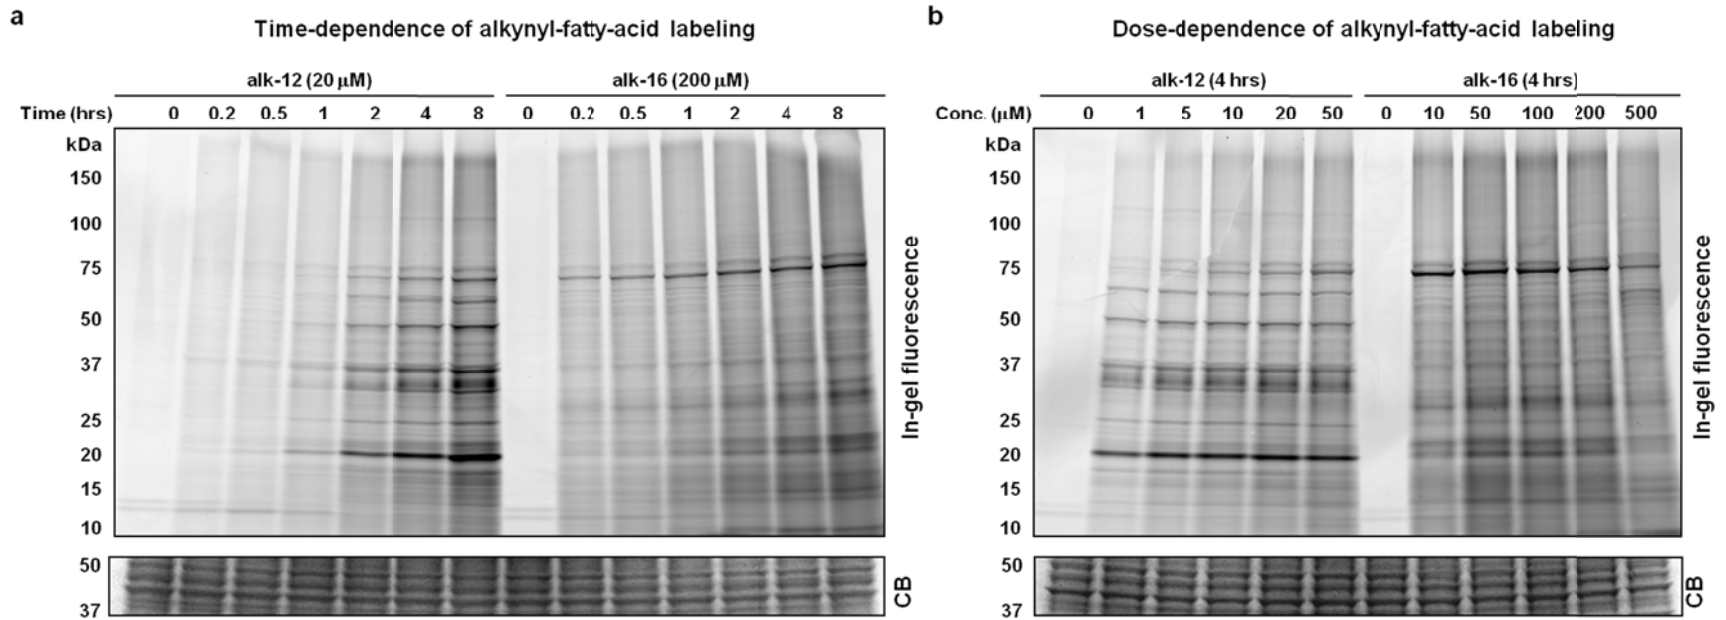 a
Time-dependence of alkynyl-fatty-acid labeling
alk-12 (20 μM) alk-16 (200 μM)
Time (hrs) 0 0.2 0.5 1 2 4 8 0 0.2 0.5 1 2 4 8
kDa
150
100
75
50
37
25
20
15
10
In-gel fluorescence
50
37
CB
b
Dose-dependence of alkynyl-fatty-acid labeling
alk-12 (4 hrs) alk-16 (4 hrs)
Conc. (μM) 0 1 5 10 20 50 0 10 50 100 200 500
kDa
150
100
75
50
37
25
20
15
10
In-gel fluorescence
50
37
CB